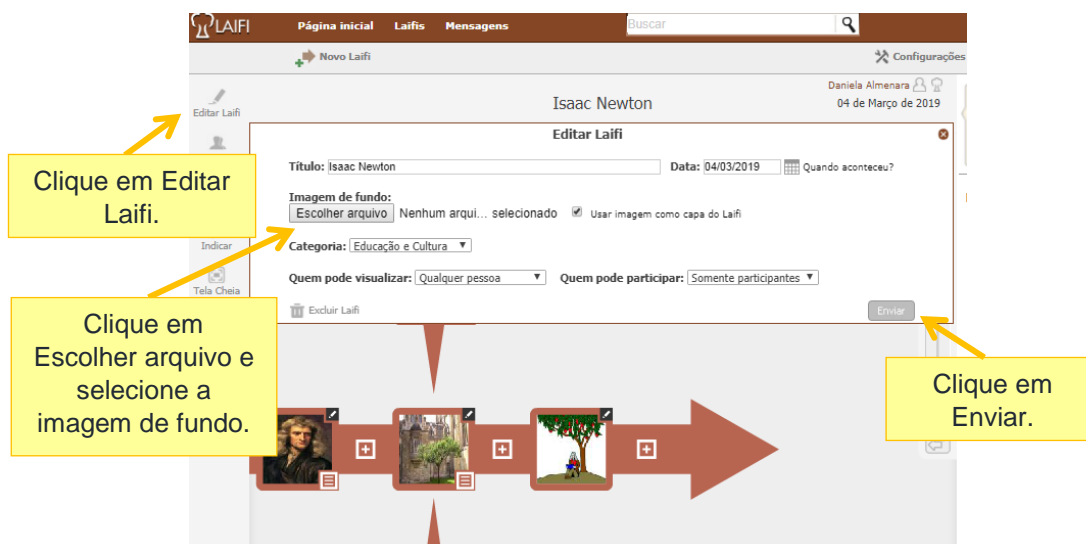 LAIFI Página inicial Laifis Mensagens Buscar
Novo Laifi Configurações
Daniela Almenara
Isaac Newton 04 de Março de 2019
Editar Laifi
Editar Laifi
Título: Isaac Newton Data: 04/03/2019 Quando aconteceu?
Clique em Editar
Laifi.
Imagem de fundo:
Escolher arquivo Nenhum arqui... selecionado Usar imagem como capa do Laifi
Indicar
Categoria: Educação e Cultura
Quem pode visualizar: Qualquer pessoa Quem pode participar: Somente participantes
Tela Cheia
Excluir Laifi Enviar
Clique em
Escolher arquivo e
selecione a
imagem de fundo.
Clique em
Enviar.